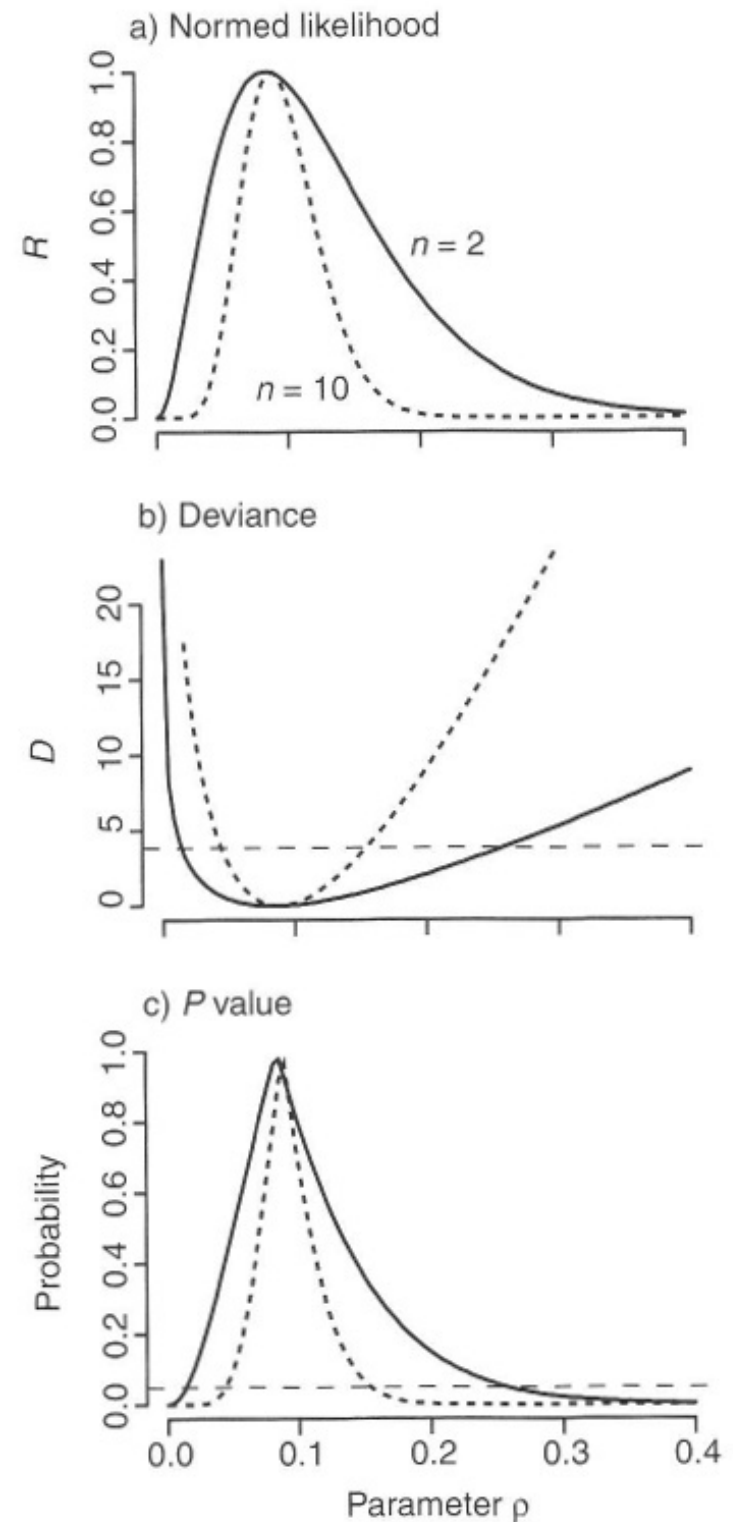 a) Normed likelihood
1.0
0.8
0.6
0.4
0.2
0.0
R
n = 2
n = 10
b) Deviance
20
15
10
5
0
D
c) P value
1.0
0.8
0.6
0.4
0.2
0.0
Probability
0.0 0.1 0.2 0.3 0.4
Parameter ρ